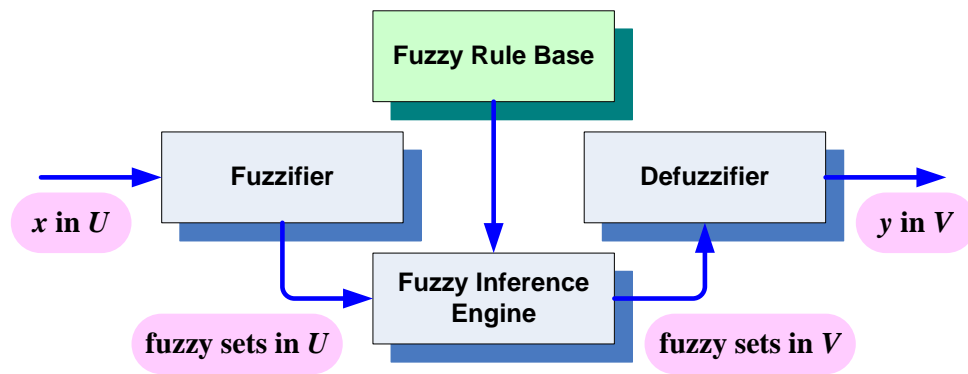 Fuzzy Rule Base
Fuzzifier
Defuzzifier
x in U
y in V
Fuzzy Inference
Engine
fuzzy sets in U
fuzzy sets in V